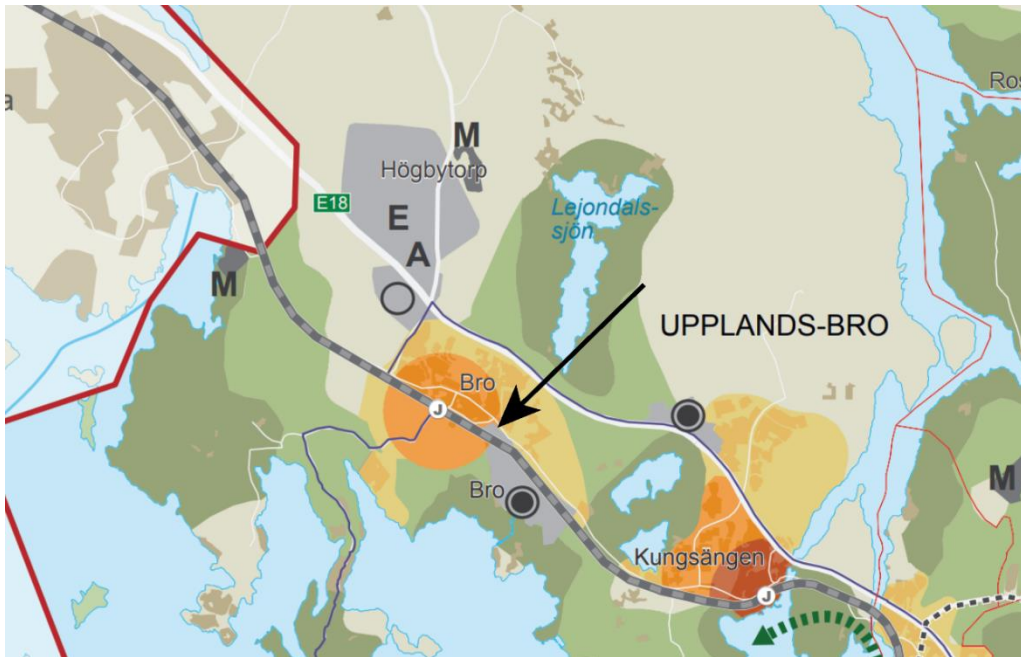 a
Ros
M
Högbytorp
E18
Lejondals-
sjön
E
A
M
UPPLANDS-BRO
Bro
J
Bro
M
Kungsängen
J